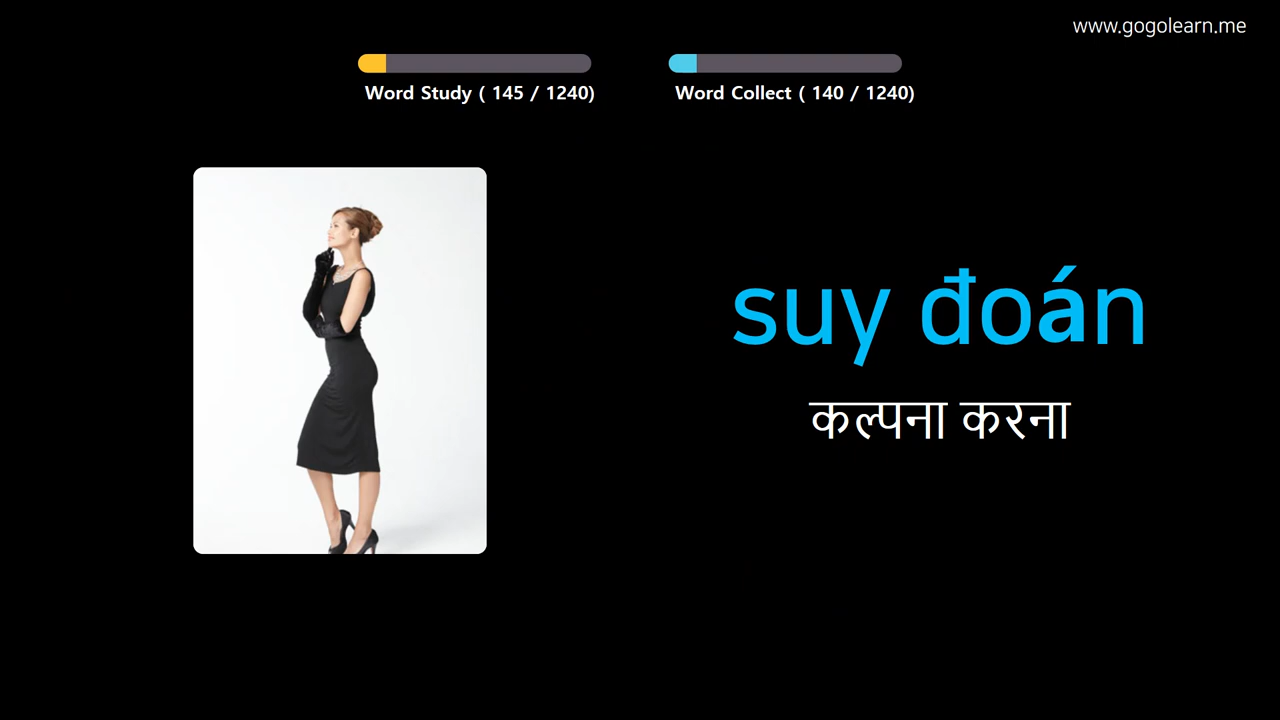 www.gogolearn.me
Word Study ( 145 / 1240)
Word Collect ( 140 / 1240)
suy đoán
कल्पना करना